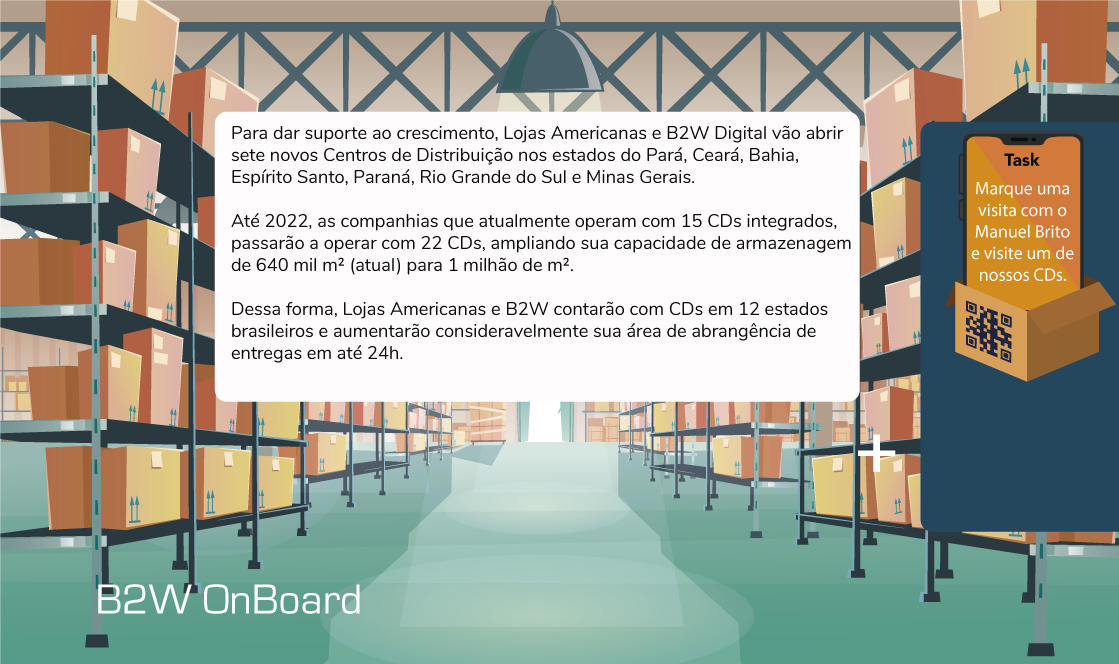 Para dar suporte ao crescimento, Lojas Americanas e B2W Digital vão abrir
sete novos Centros de Distribuição nos estados do Pará, Ceará, Bahia,
Espírito Santo, Paraná, Rio Grande do Sul e Minas Gerais.
Até 2022, as companhias que atualmente operam com 15 CDs integrados,
passarão a operar com 22 CDs, ampliando sua capacidade de armazenagem
de 640 mil m² (atual) para 1 milhão de m².
Dessa forma, Lojas Americanas e B2W contarão com CDs em 12 estados
brasileiros e aumentarão consideravelmente sua área de abrangência de
entregas em até 24h.
Task
Marque uma
visita com o
Manuel Brito
e visite um de
nossos CDs.
B2W OnBoard